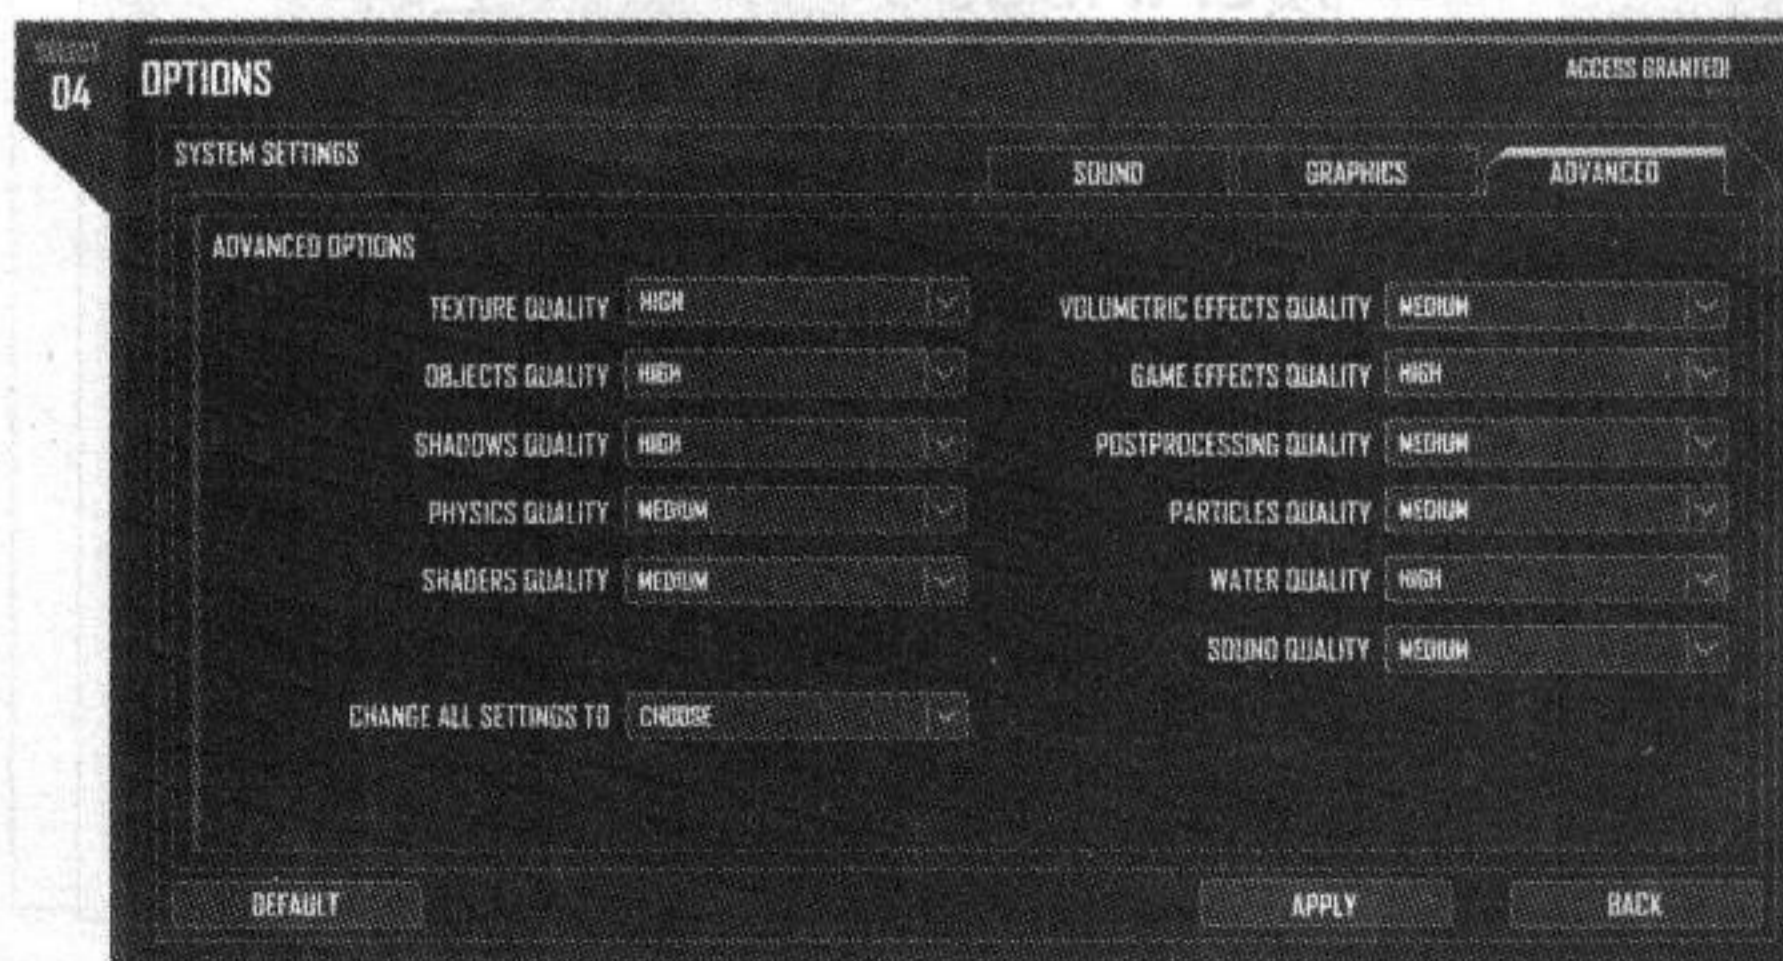 04
OPTIONS
ACCESS GRANTED!
SYSTEM SETTINGS
SOUND
GRAPHICS
ADVANCED
ADVANCED OPTIONS
TEXTURE QUALITY HIGH
OBJECTS QUALITY HIGH
SHADOWS QUALITY HIGH
PHYSICS QUALITY MEDIUM
SHADERS QUALITY MEDIUM
CHANGE ALL SETTINGS TO CHOOSE
VOLUMETRIC EFFECTS QUALITY MEDIUM
GAME EFFECTS QUALITY HIGH
POSTPROCESSING QUALITY MEDIUM
PARTICLES QUALITY MEDIUM
WATER QUALITY HIGH
SOUND QUALITY MEDIUM
DEFAULT
APPLY
BACK